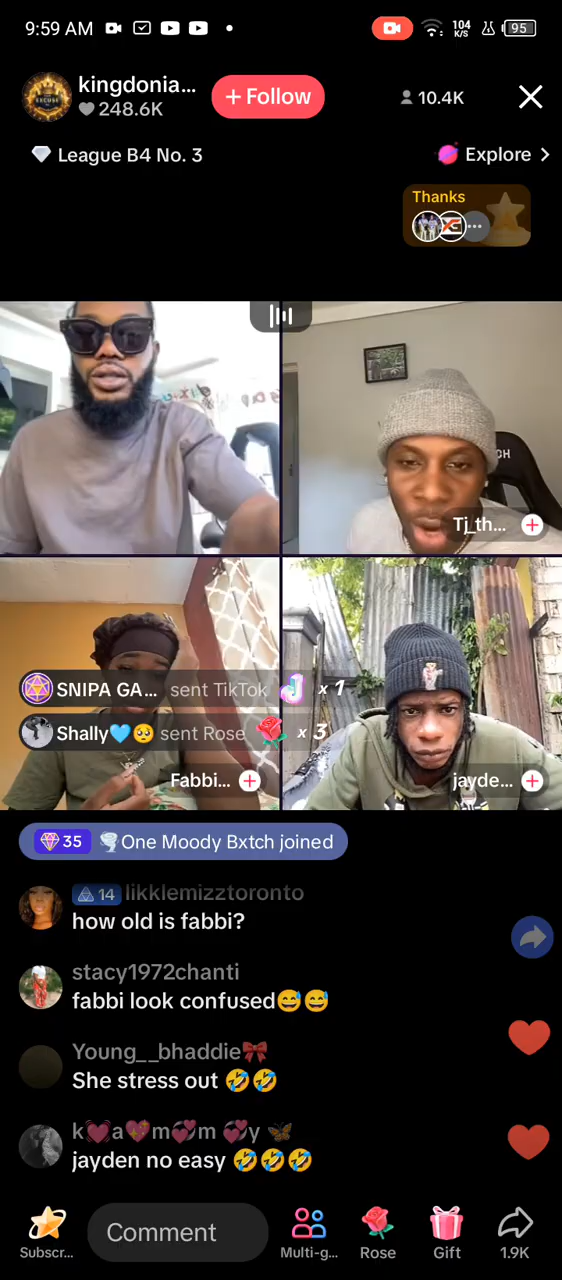 9:59 AM
104
K/S
95
kingdonia...
248.6K
+ Follow
10.4K
League B4 No. 3
Explore
Thanks
CH
Tj_th...
SNIPA GA... sent TikTok x 1
Shally🩵🥺 sent Rose x 3
Fabbi...
jayde...
35 🌪️One Moody Bxtch joined
14 likklemizztoronto
how old is fabbi?
stacy1972chanti
fabbi look confused😅😅
Young__bhaddie🎀
She stress out 🤣🤣
k💓a💖m💞m 💞y 🦋
jayden no easy 🤣🤣🤣
Subscr...
Comment
Multi-g...
Rose
Gift
1.9K